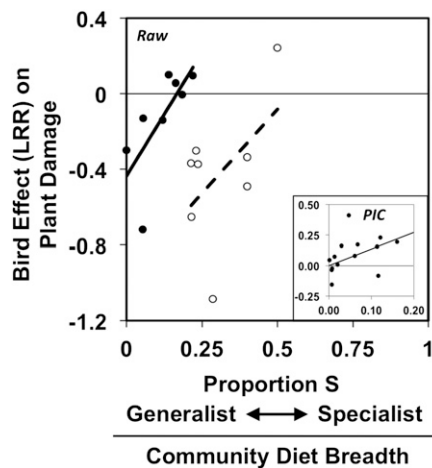 Bird Effect (LRR) on
Plant Damage
Raw
0.4
0
-0.4
-0.8
-1.2
0
0.25
0.5
0.75
1
PIC
0.50
0.25
0.00
-0.25
0.00
0.10
0.20
Proportion S
Generalist Specialist
Community Diet Breadth